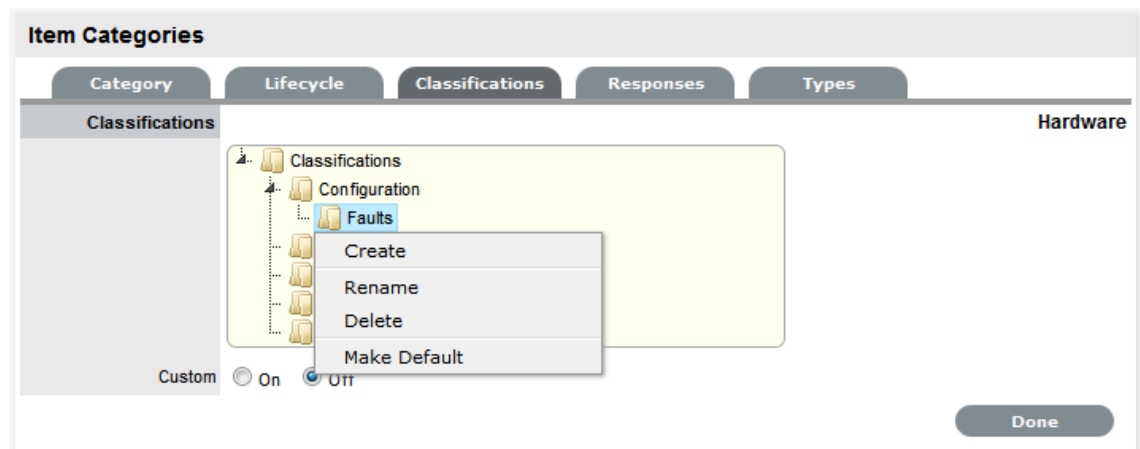 Item Categories
Category Lifecycle Classifications Responses Types
Classifications Hardware
Classifications
Configuration
Faults
Create
Rename
Delete
Make Default
Custom On Off
Done